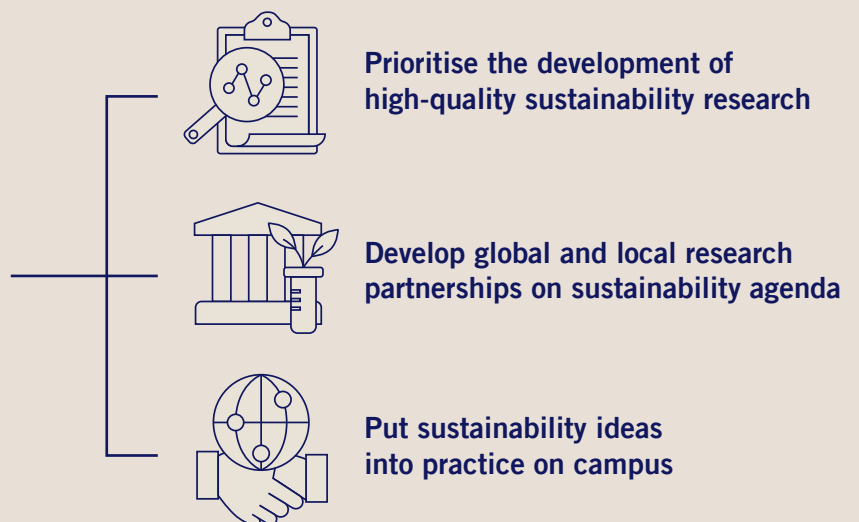 Prioritise the development of
high-quality sustainability research
Develop global and local research
partnerships on sustainability agenda
Put sustainability ideas
into practice on campus